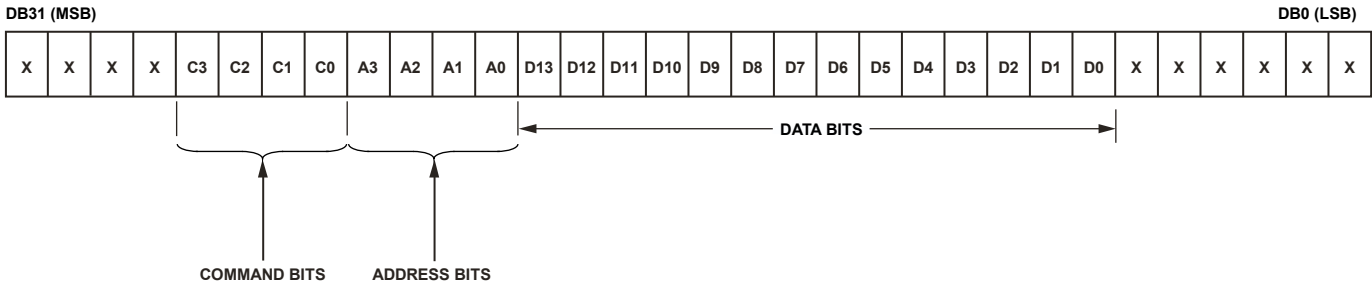 DB31 (MSB) DB0 (LSB)
X X X X C3 C2 C1 C0 A3 A2 A1 A0 D13 D12 D11 D10 D9 D8 D7 D6 D5 D4 D3 D2 D1 D0 X X X X X X
DATA BITS
COMMAND BITS ADDRESS BITS